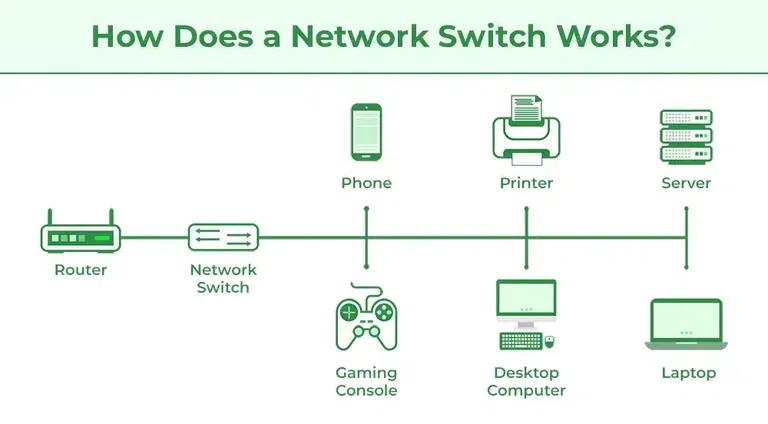 How Does a Network Switch Works?
Phone
Printer
Server
Router
Network
Switch
Gaming
Console
Desktop
Computer
Laptop